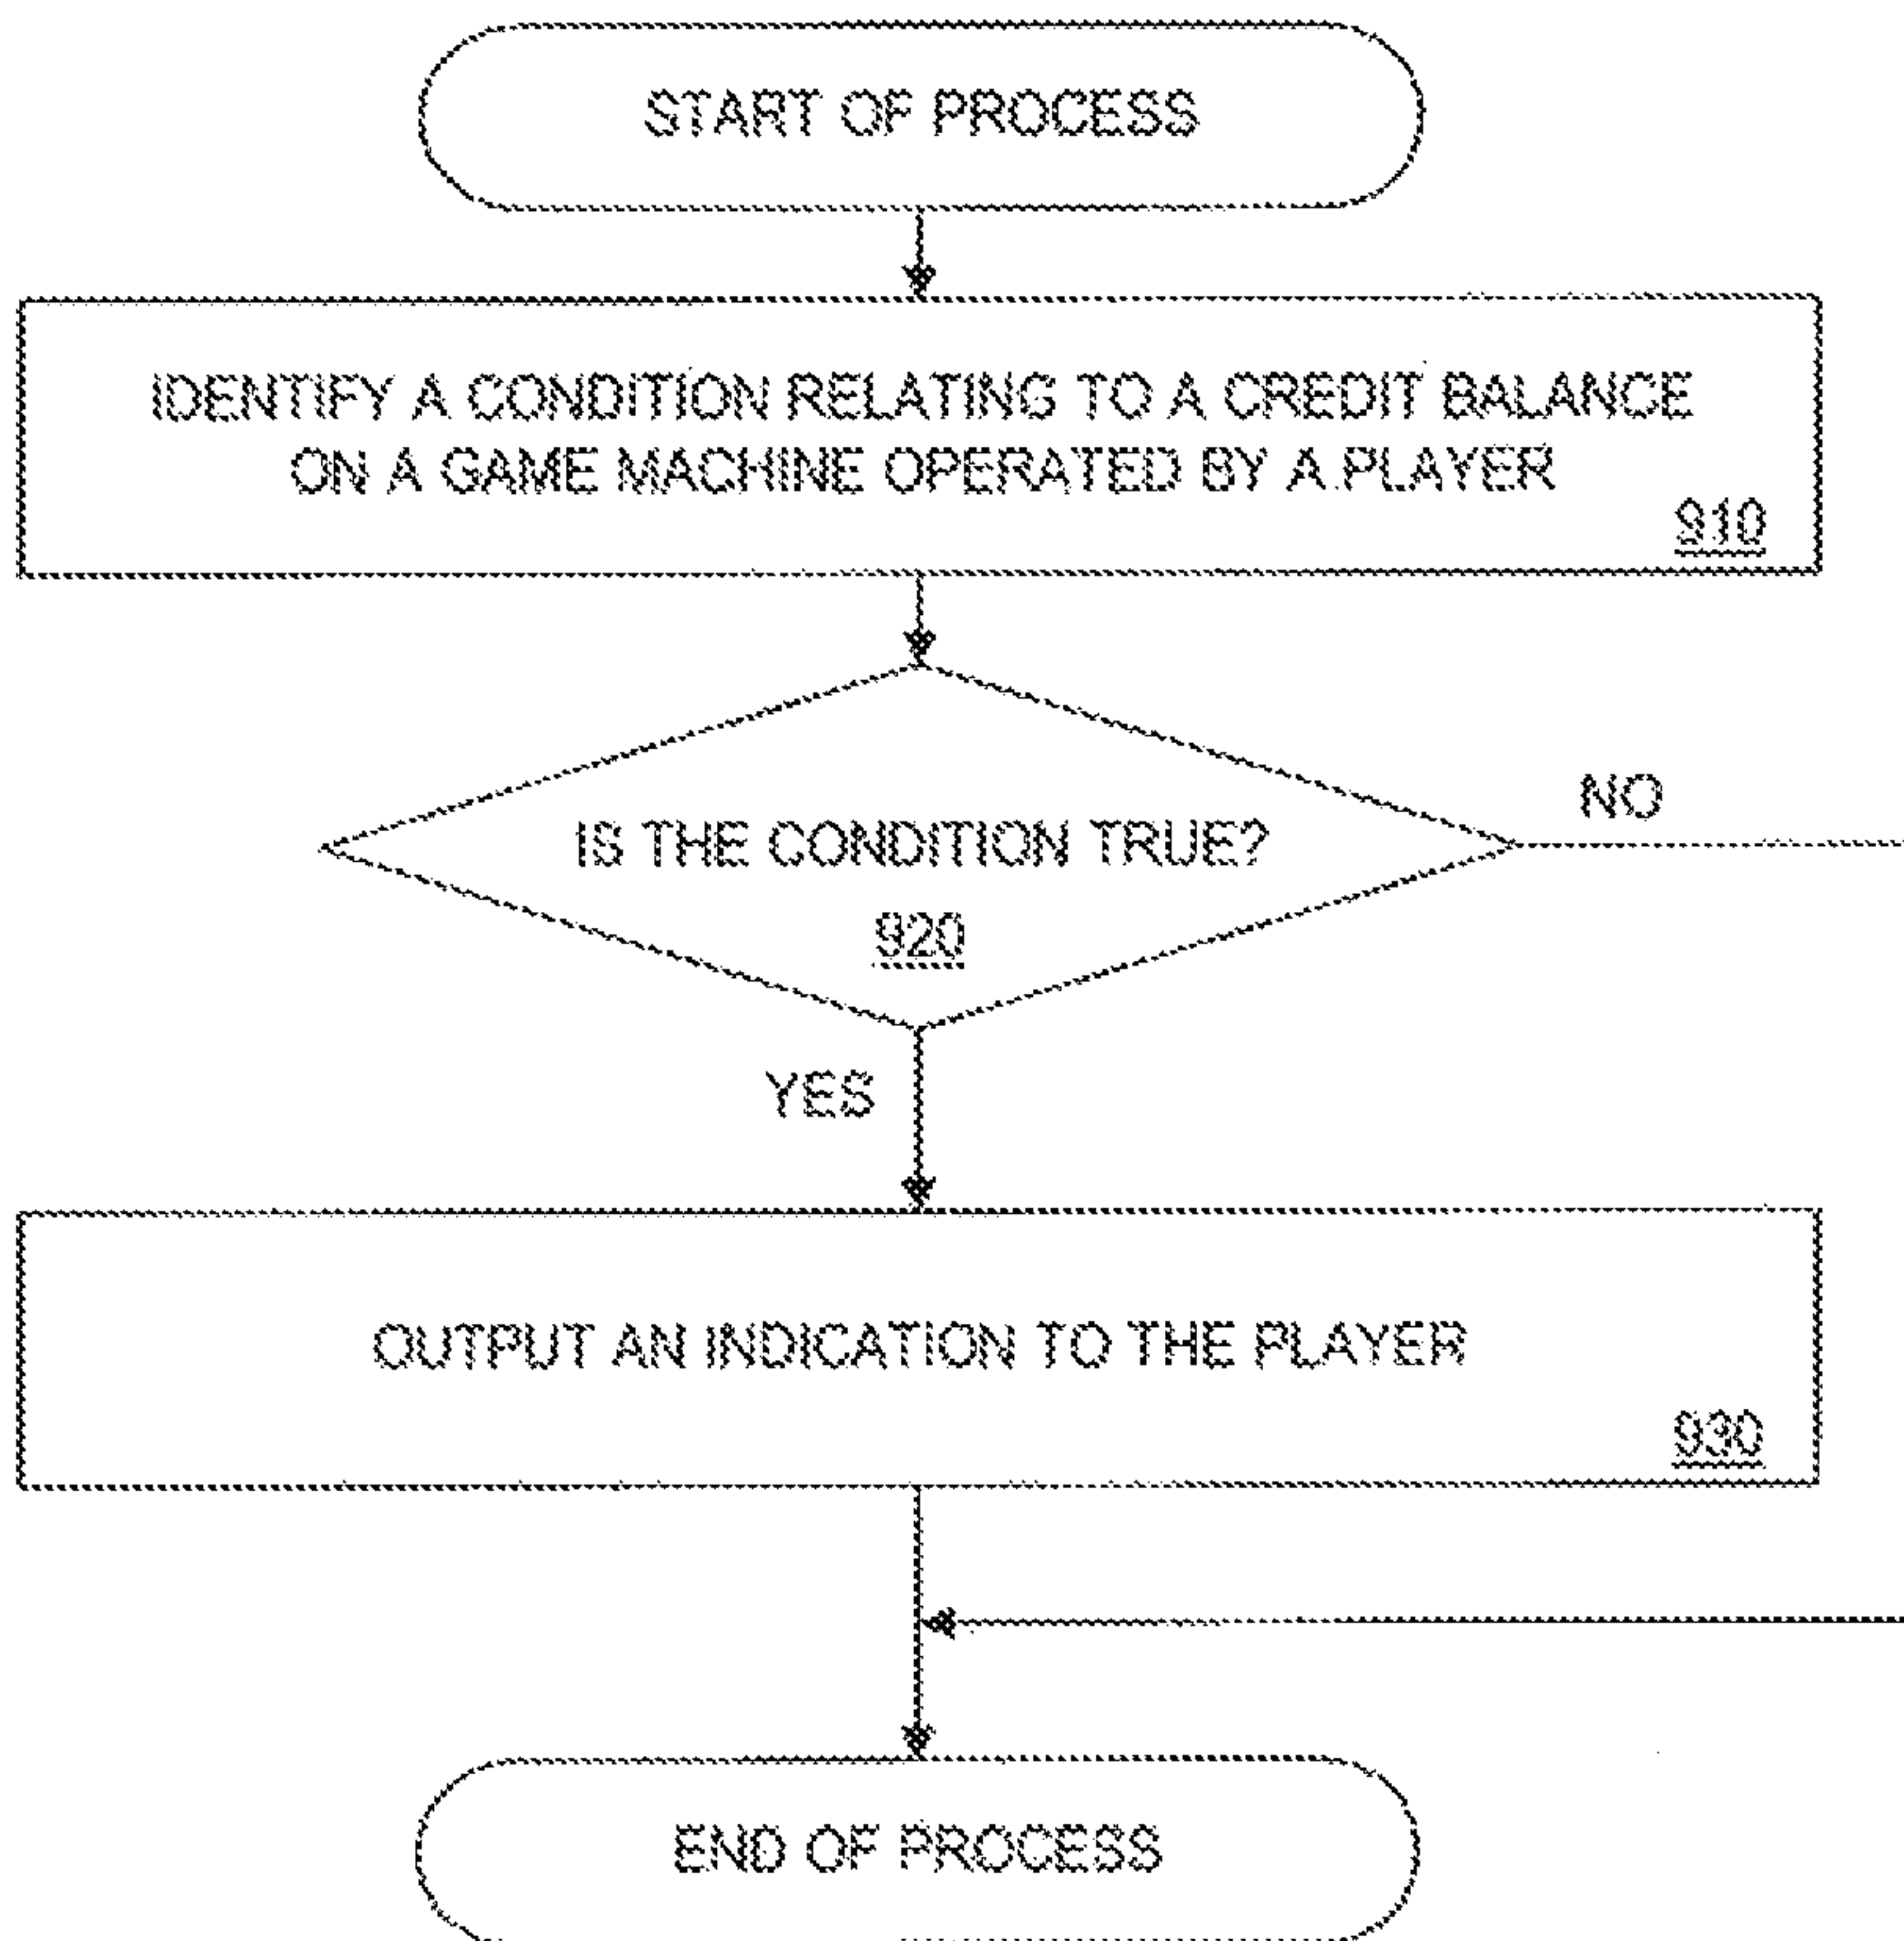 START OF PROCESS
IDENTIFY A CONDITION RELATING TO A CREDIT BALANCE
ON A GAME MACHINE OPERATED BY A PLAYER
910
IS THE CONDITION TRUE?
920
NO
YES
OUTPUT AN INDICATION TO THE PLAYER
930
END OF PROCESS